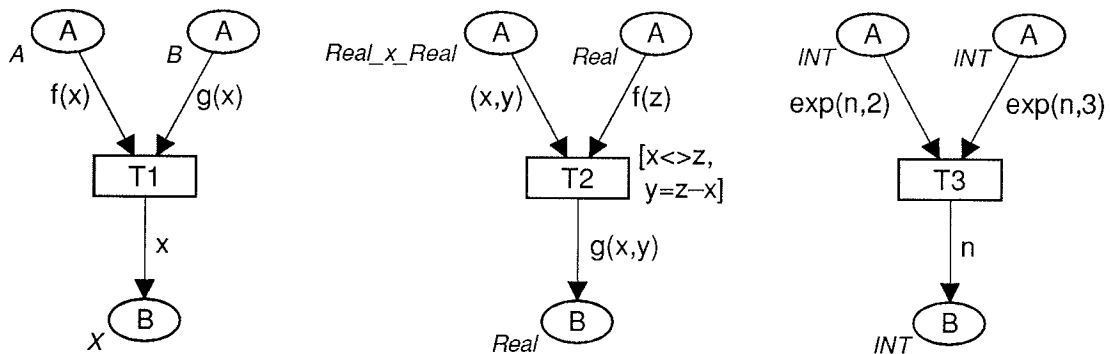 A A
A B
f(x) g(x)
T1
x
B
X
A A
Real_x_Real Real
(x,y) f(z)
T2
[x<>z,
y=z–x]
g(x,y)
B
Real
A A
INT INT
exp(n,2) exp(n,3)
T3
n
B
INT